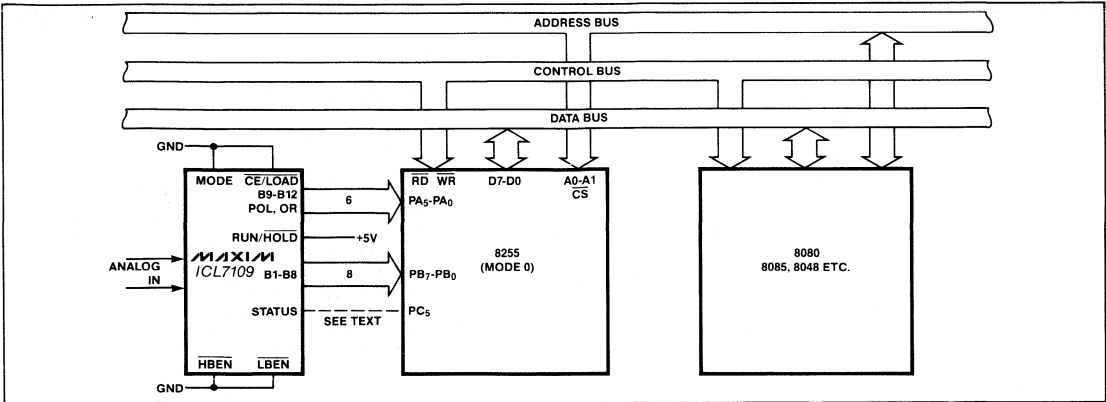 ADDRESS BUS
CONTROL BUS
DATA BUS
GND
MODE CE/LOAD
B9-B12
POL, OR
6
RUN/HOLD
+5V
MAXIM
ICL7109
ANALOG
IN
B1-B8
8
STATUS
SEE TEXT
HBEN LBEN
GND
RD WR D7-D0 A0-A1
CS
PA5-PA0
8255
(MODE 0)
PB7-PB0
PC5
8080
8085, 8048 ETC.